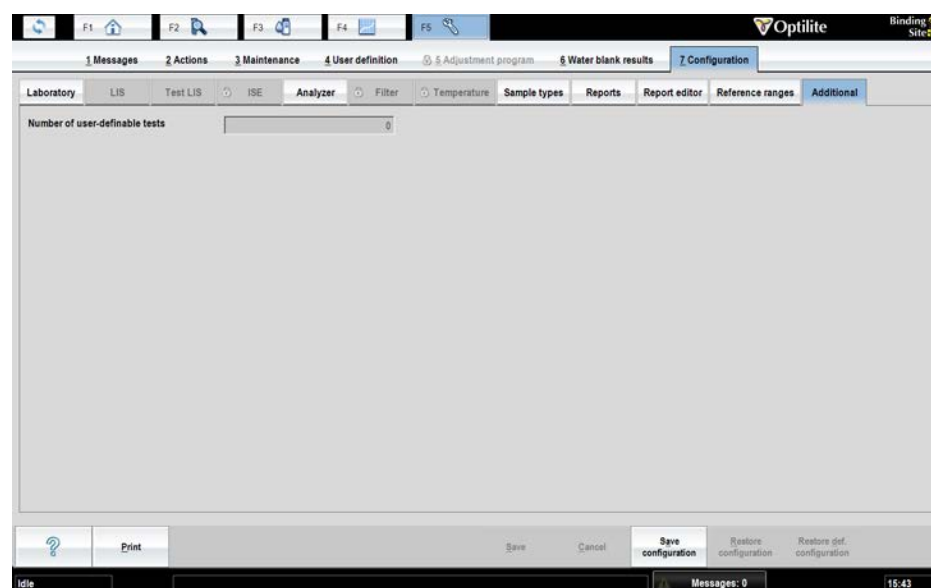 F1 F2 F3 F4 F5 Optilite Binding Site
1 Messages 2 Actions 3 Maintenance 4 User definition 5 Adjustment program 6 Water blank results 7 Configuration
Laboratory LIS Test LIS ISE Analyzer Filter Temperature Sample types Reports Report editor Reference ranges Additional
Number of user-definable tests 0
? Print Save Cancel Save configuration Restore configuration Restore def. configuration
Idle Messages: 0 15:43